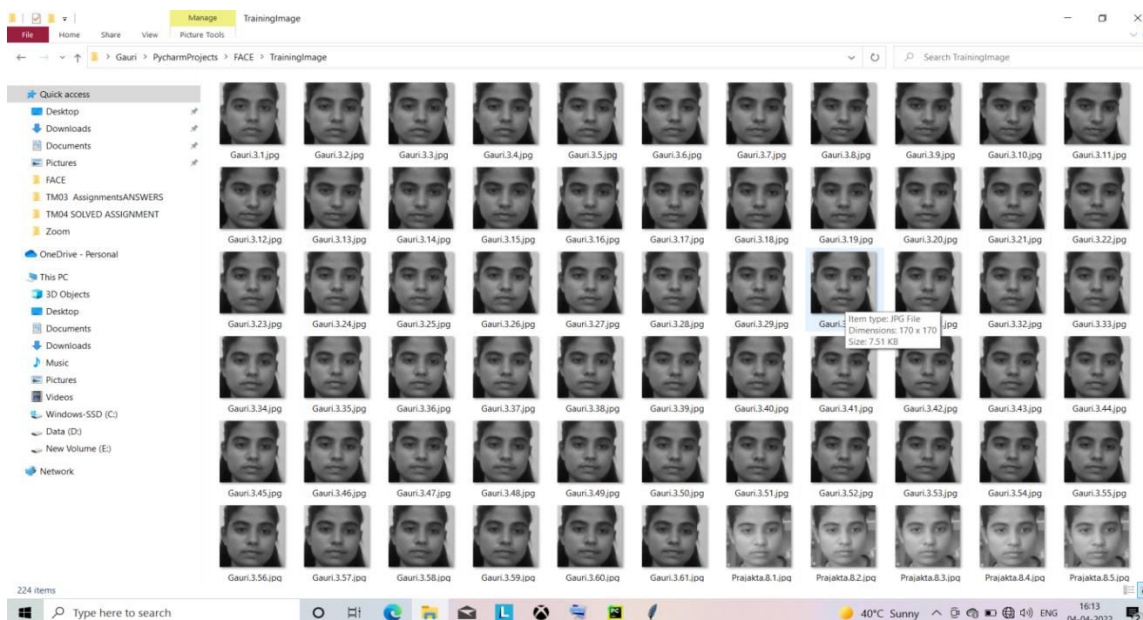 Manage TrainingImage
File Home Share View Picture Tools
Gauri > PycharmProjects > FACE > TrainingImage
Search TrainingImage
Quick access
Desktop
Downloads
Documents
Pictures
FACE
TM03 AssignmentsANSWERS
TM04 SOLVED ASSIGNMENT
Zoom
OneDrive - Personal
This PC
3D Objects
Desktop
Documents
Downloads
Music
Pictures
Videos
Windows-SSD (C:)
Data (D:)
New Volume (E:)
Network
Gauri.3.1.jpg Gauri.3.2.jpg Gauri.3.3.jpg Gauri.3.4.jpg Gauri.3.5.jpg Gauri.3.6.jpg Gauri.3.7.jpg Gauri.3.8.jpg Gauri.3.9.jpg Gauri.3.10.jpg Gauri.3.11.jpg
Gauri.3.12.jpg Gauri.3.13.jpg Gauri.3.14.jpg Gauri.3.15.jpg Gauri.3.16.jpg Gauri.3.17.jpg Gauri.3.18.jpg Gauri.3.19.jpg Gauri.3.20.jpg Gauri.3.21.jpg Gauri.3.22.jpg
Gauri.3.23.jpg Gauri.3.24.jpg Gauri.3.25.jpg Gauri.3.26.jpg Gauri.3.27.jpg Gauri.3.28.jpg Gauri.3.29.jpg Gauri. .jpg Gauri.3.32.jpg Gauri.3.33.jpg
Item type: JPG File
Dimensions: 170 x 170
Size: 7.51 KB
Gauri.3.34.jpg Gauri.3.35.jpg Gauri.3.36.jpg Gauri.3.37.jpg Gauri.3.38.jpg Gauri.3.39.jpg Gauri.3.40.jpg Gauri.3.41.jpg Gauri.3.42.jpg Gauri.3.43.jpg Gauri.3.44.jpg
Gauri.3.45.jpg Gauri.3.46.jpg Gauri.3.47.jpg Gauri.3.48.jpg Gauri.3.49.jpg Gauri.3.50.jpg Gauri.3.51.jpg Gauri.3.52.jpg Gauri.3.53.jpg Gauri.3.54.jpg Gauri.3.55.jpg
Gauri.3.56.jpg Gauri.3.57.jpg Gauri.3.58.jpg Gauri.3.59.jpg Gauri.3.60.jpg Gauri.3.61.jpg Prajakta.8.1.jpg Prajakta.8.2.jpg Prajakta.8.3.jpg Prajakta.8.4.jpg Prajakta.8.5.jpg
224 items
Type here to search
40°C Sunny ENG 16:13
04-04-2022